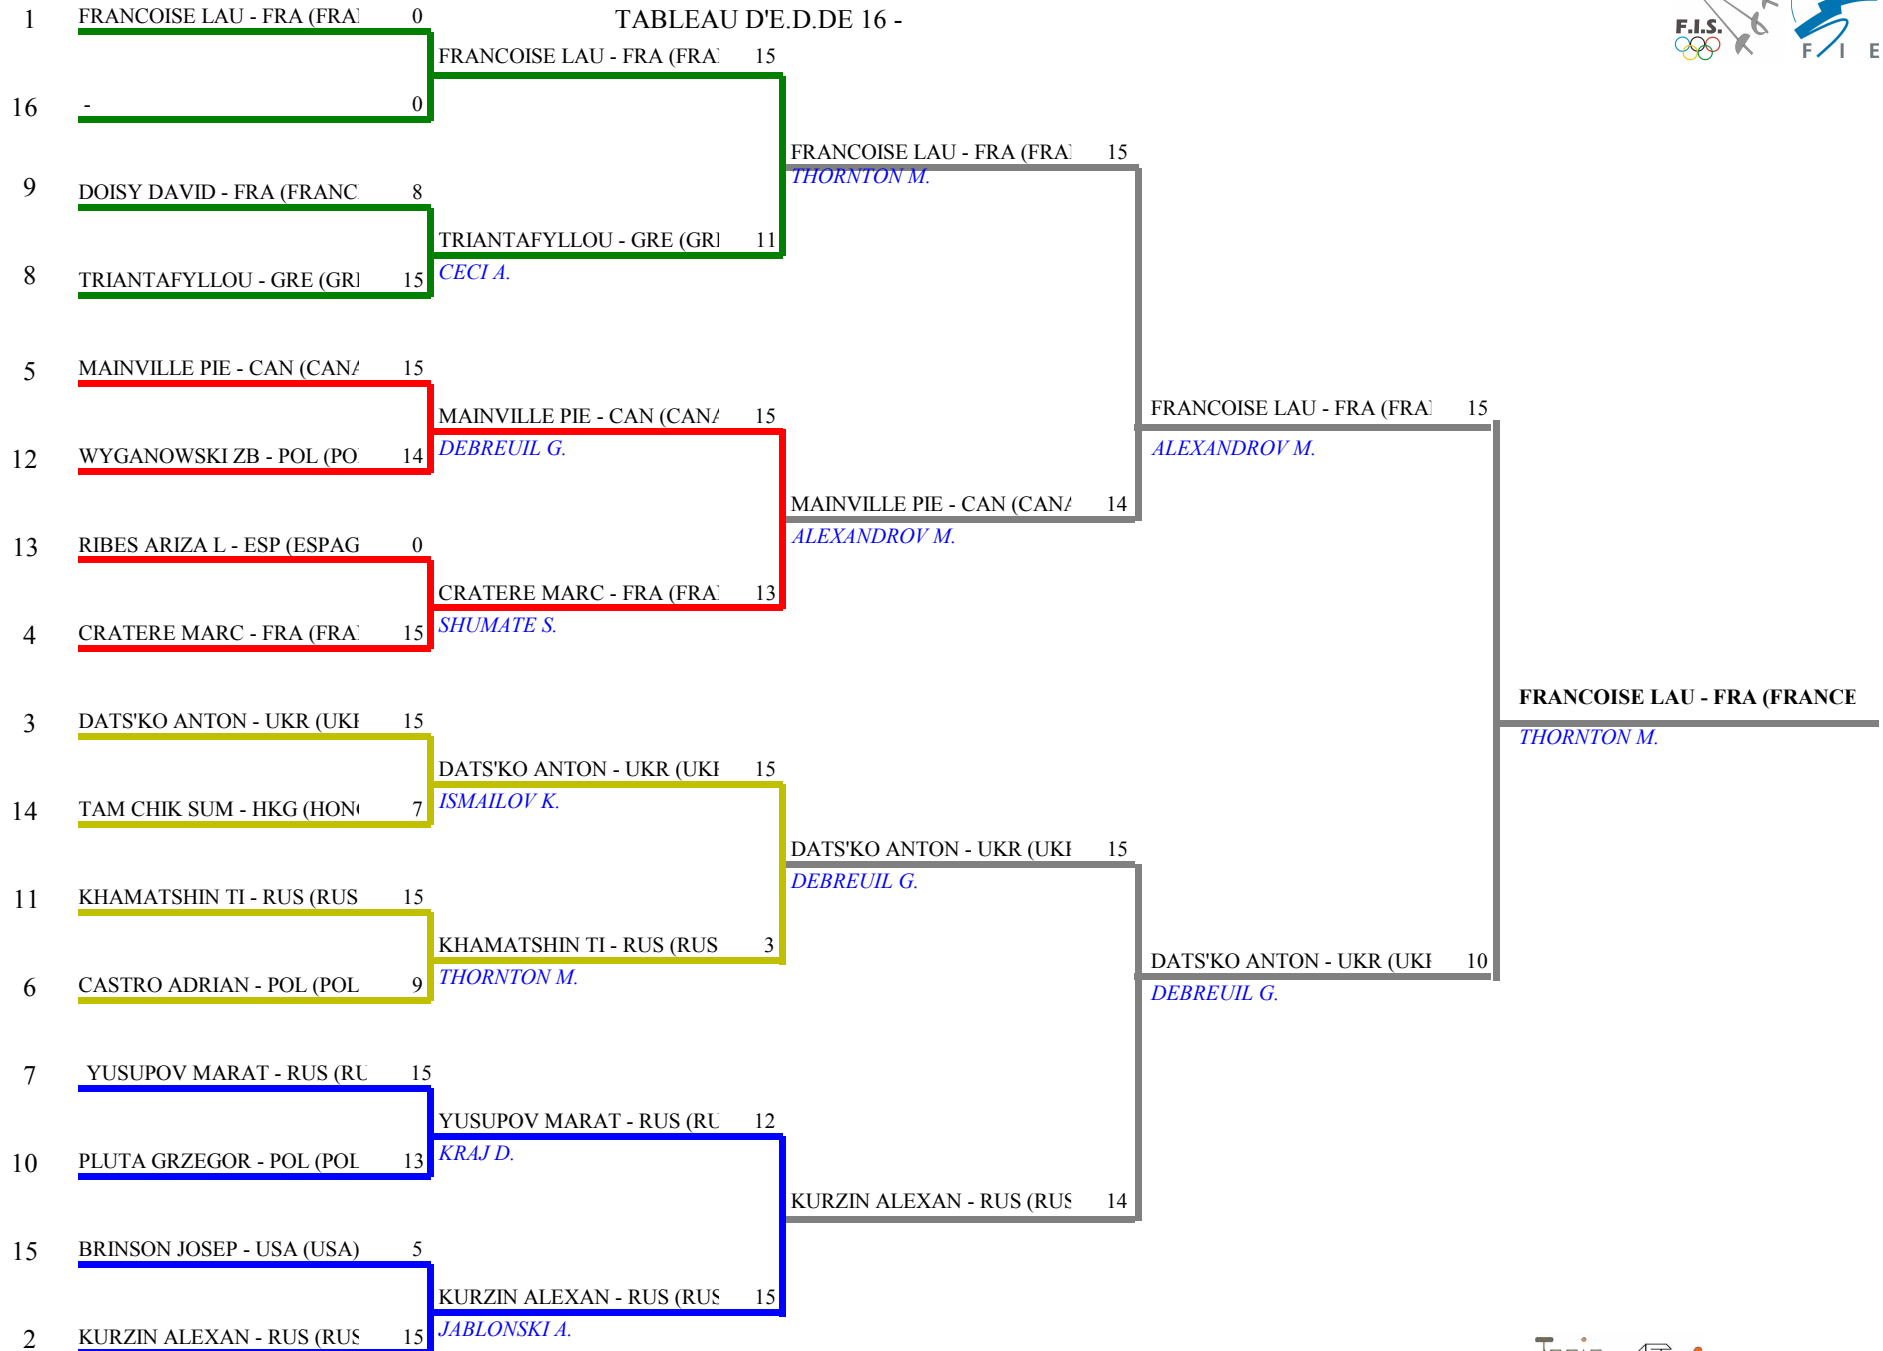 TABLEAU D'E.D.DE 16 -
F.I.S.
F I E
1 FRANCOISE LAU - FRA (FRA 0
FRANCOISE LAU - FRA (FRA 15
16 - 0
FRANCOISE LAU - FRA (FRA 15
THORNTON M.
9 DOISY DAVID - FRA (FRANC 8
TRIANTAFYLLOU - GRE (GRI 11
CECI A.
8 TRIANTAFYLLOU - GRE (GRI 15
5 MAINVILLE PIE - CAN (CANA 15
MAINVILLE PIE - CAN (CANA 15
DEBREUIL G.
FRANCOISE LAU - FRA (FRA 15
ALEXANDROV M.
12 WYGANOWSKI ZB - POL (PO 14
MAINVILLE PIE - CAN (CANA 14
ALEXANDROV M.
13 RIBES ARIZA L - ESP (ESPAG 0
CRATERE MARC - FRA (FRA 13
SHUMATE S.
4 CRATERE MARC - FRA (FRA 15
FRANCOISE LAU - FRA (FRANCE
THORNTON M.
3 DATS'KO ANTON - UKR (UKR 15
DATS'KO ANTON - UKR (UKR 15
ISMAILOV K.
14 TAM CHIK SUM - HKG (HONG 7
DATS'KO ANTON - UKR (UKR 15
DEBREUIL G.
11 KHAMATSHIN TI - RUS (RUS 15
KHAMATSHIN TI - RUS (RUS 3
THORNTON M.
DATS'KO ANTON - UKR (UKR 10
DEBREUIL G.
6 CASTRO ADRIAN - POL (POL 9
7 YUSUPOV MARAT - RUS (RU 15
YUSUPOV MARAT - RUS (RU 12
KRAJ D.
10 PLUTA GRZEGOR - POL (POL 13
KURZIN ALEXAN - RUS (RUS 14
15 BRINSON JOSEP - USA (USA) 5
KURZIN ALEXAN - RUS (RUS 15
JABLONSKI A.
2 KURZIN ALEXAN - RUS (RUS 15